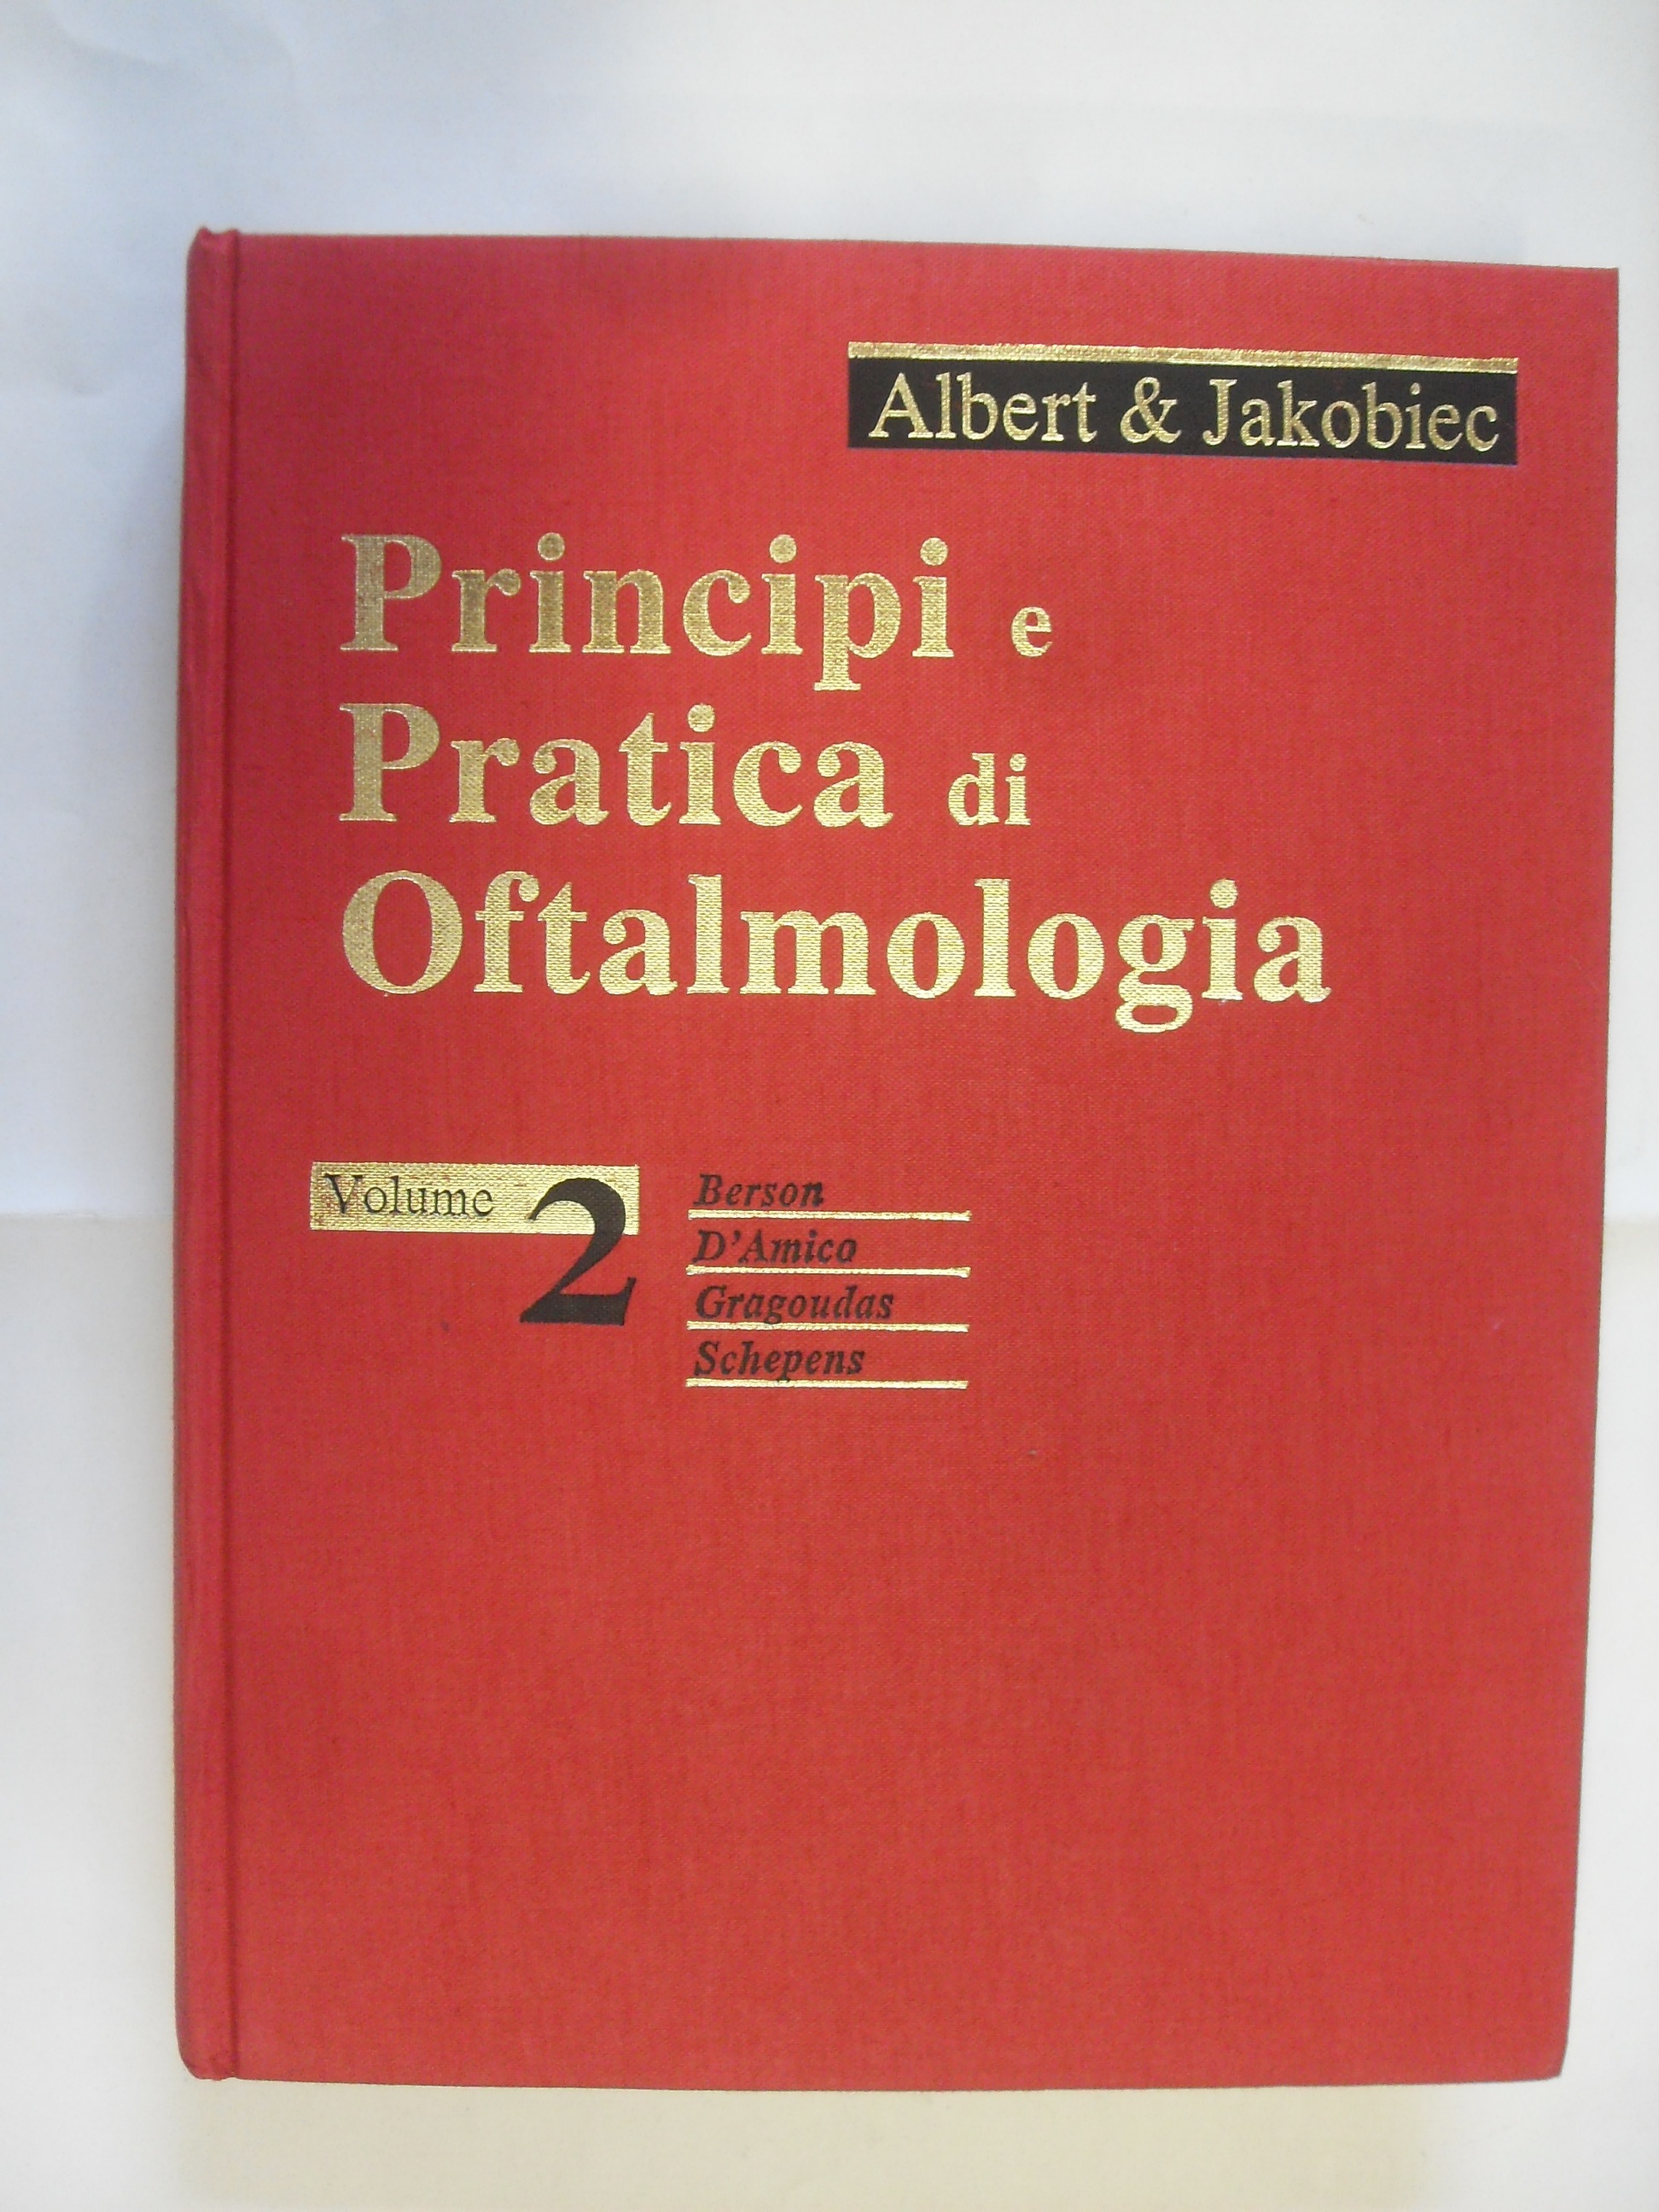 Albert & Jakobiec
Principi e
Pratica di
Oftalmologia
Volume 2
Berson
D'Amico
Gragoudas
Schepens